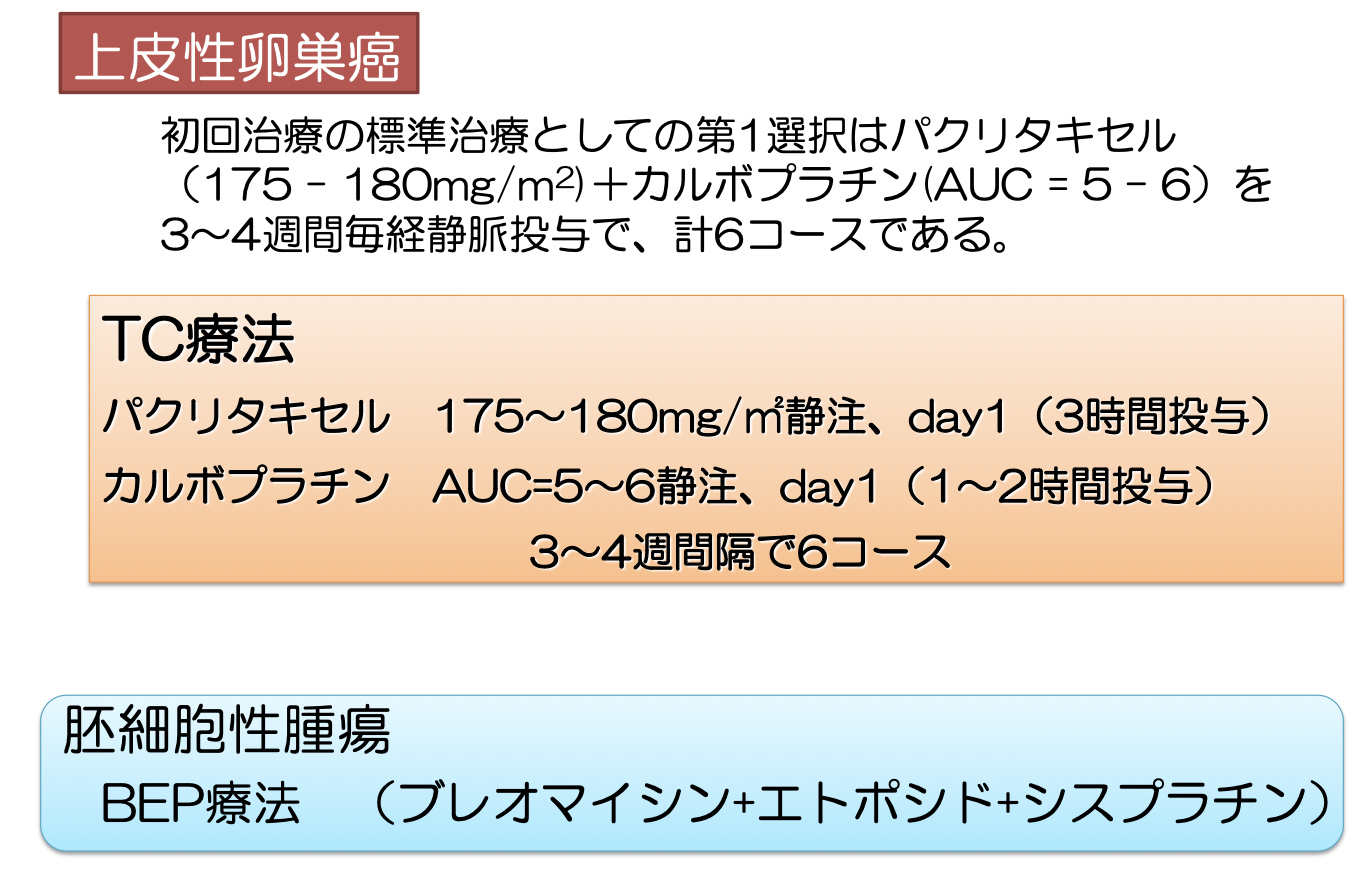 上皮性卵巣癌
初回治療の標準治療としての第1選択はパクリタキセル
（175 - 180mg/m2)＋カルボプラチン(AUC = 5 - 6）を
3〜4週間毎経静脈投与で、計6コースである。
TC療法
パクリタキセル　175〜180mg/㎡静注、day1（3時間投与）
カルボプラチン　AUC=5〜6静注、day1（1〜2時間投与）
3〜4週間隔で6コース
胚細胞性腫瘍
BEP療法　（ブレオマイシン+エトポシド+シスプラチン）